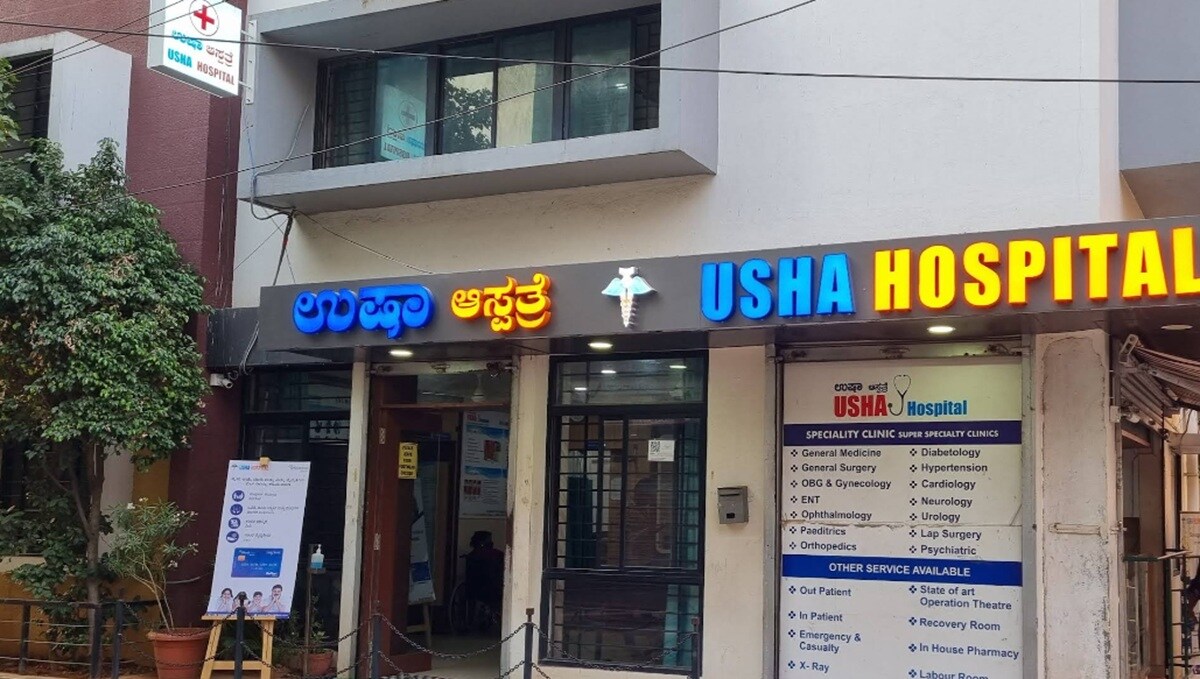 ಉಷಾ ಆಸ್ಪತ್ರೆ
USHA HOSPITAL
ಉಷಾ ಆಸ್ಪತ್ರೆ
USHA HOSPITAL
ಉಷಾ ಆಸ್ಪತ್ರೆ
USHA Hospital
SPECIALITY CLINIC SUPER SPECIALTY CLINICS
General Medicine
General Surgery
OBG & Gynecology
ENT
Ophthalmology
Paeditrics
Orthopedics
Diabetology
Hypertension
Cardiology
Neurology
Urology
Lap Surgery
Psychiatric
OTHER SERVICE AVAILABLE
Out Patient
In Patient
Emergency &
Casualty
X- Ray
State of art
Operation Theatre
Recovery Room
In House Pharmacy
Labour Room